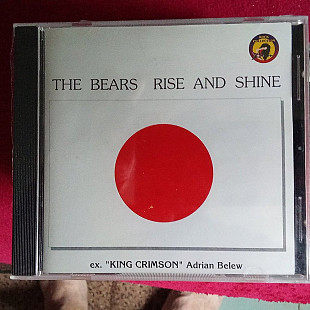 THE BEARS RISE AND SHINE
ex. "KING CRIMSON" Adrian Belew